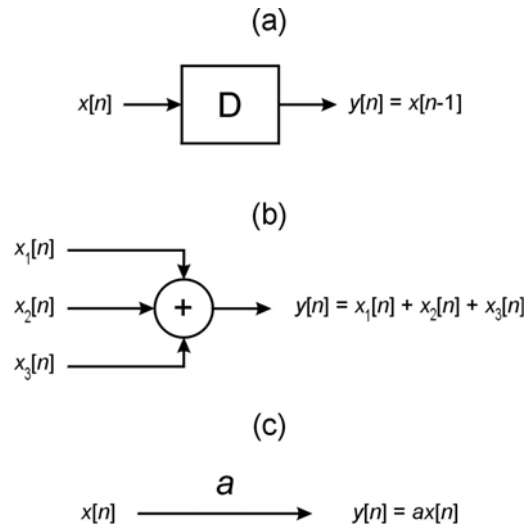 (a)
x[n] D y[n] = x[n-1]
(b)
x₁[n]
x₂[n] + y[n] = x₁[n] + x₂[n] + x₃[n]
x₃[n]
(c)
a
x[n] y[n] = ax[n]